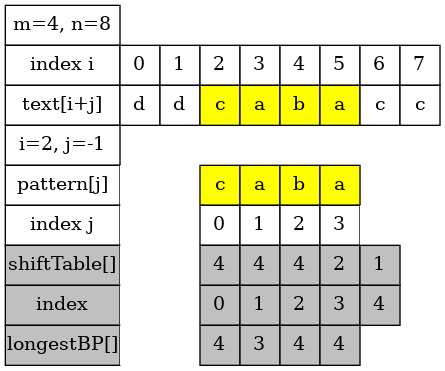 m=4, n=8
index i 0 1 2 3 4 5 6 7
text[i+j] d d c a b a c c
i=2, j=-1
pattern[j] c a b a
index j 0 1 2 3
shiftTable[] 4 4 4 2 1
index 0 1 2 3 4
longestBP[] 4 3 4 4